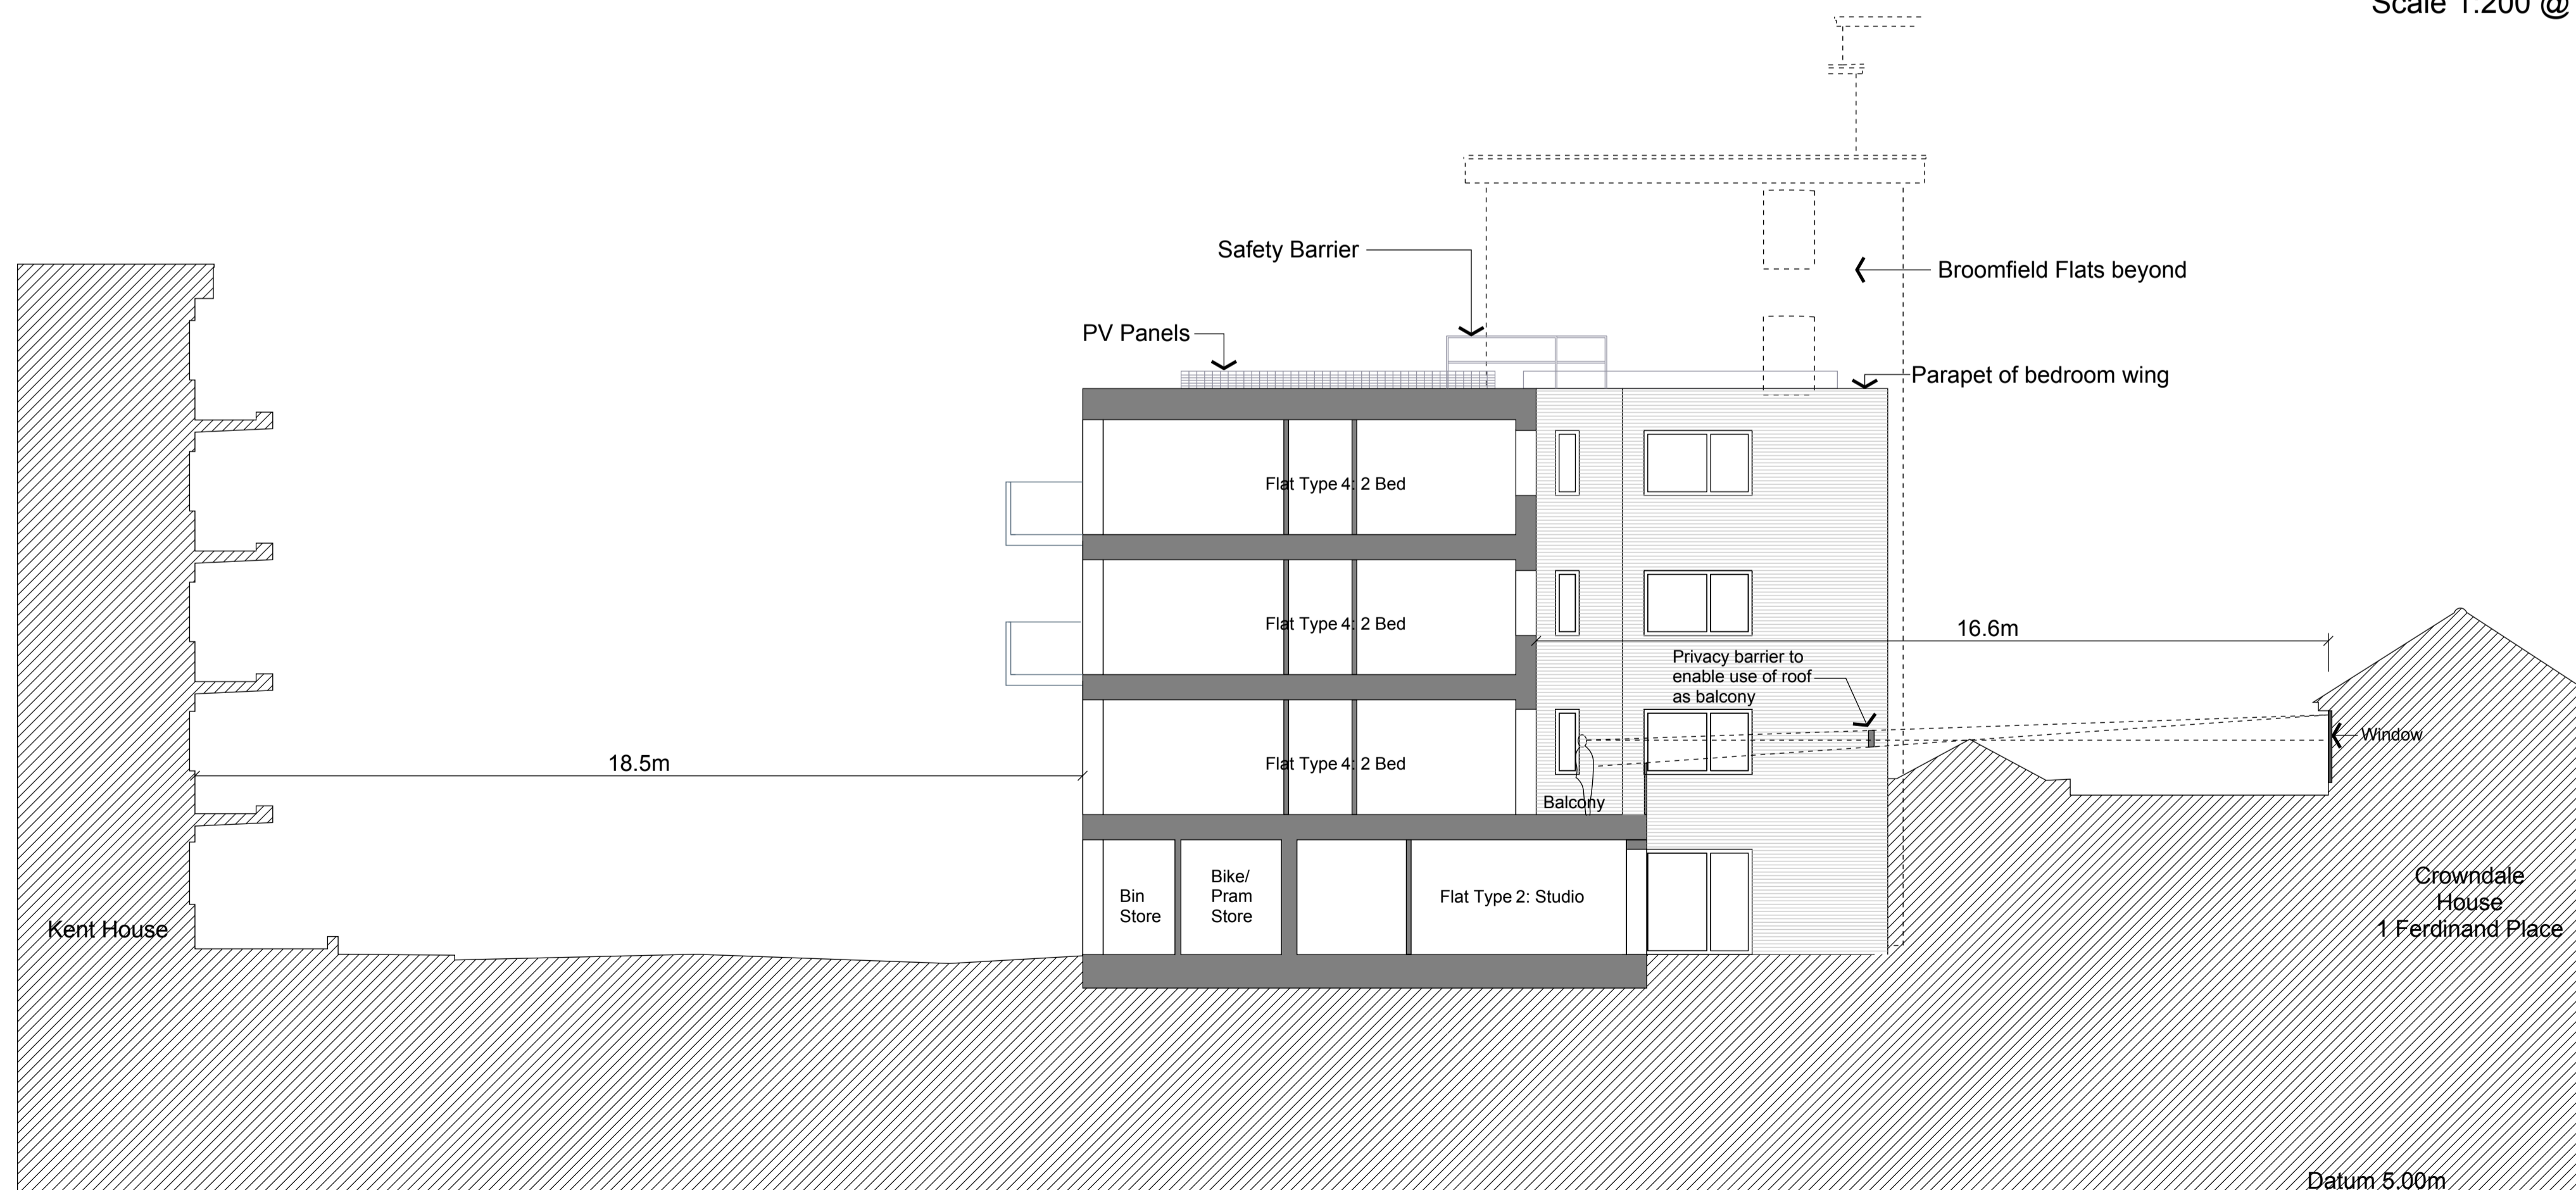 Scale 1:200 @
Safety Barrier
Broomfield Flats beyond
PV Panels
Parapet of bedroom wing
Flat Type 4: 2 Bed
Flat Type 4: 2 Bed
16.6m
Privacy barrier to
enable use of roof
as balcony
Window
18.5m
Flat Type 4: 2 Bed
Balcony
Bin
Store
Bike/
Pram
Store
Flat Type 2: Studio
Kent House
Crowndale
House
1 Ferdinand Place
Datum 5.00m